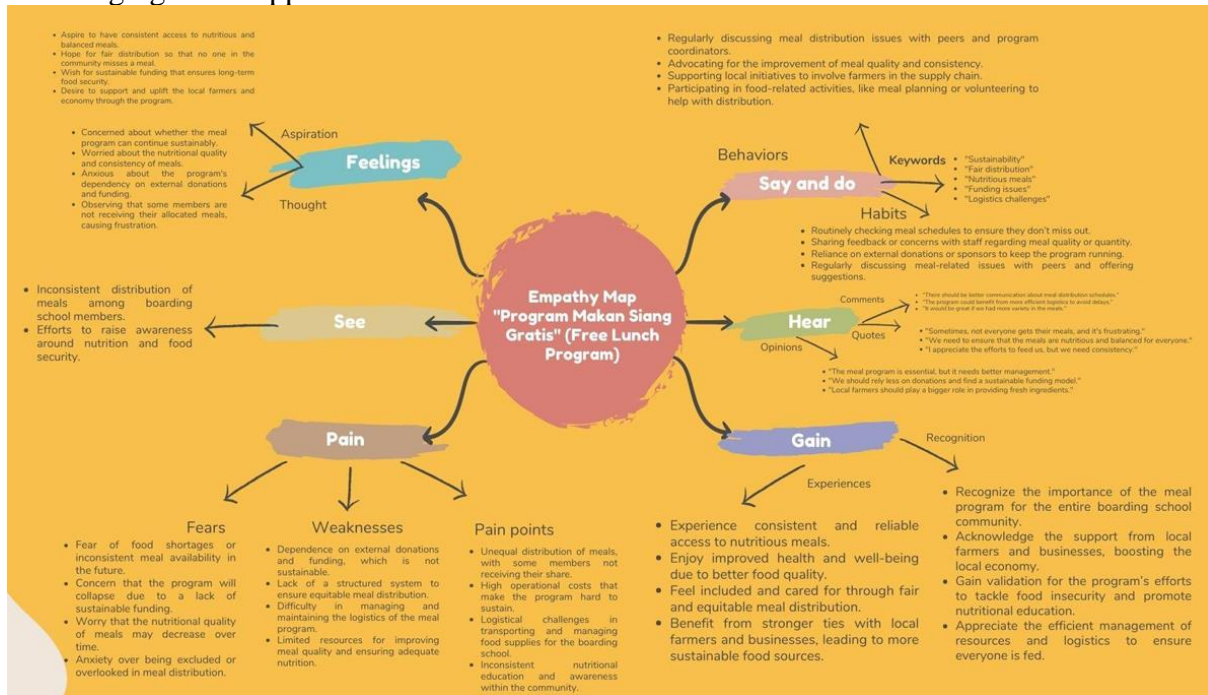 • Aspire to have consistent access to nutritious and
balanced meals.
• Hope for fair distribution so that no one in the
community misses a meal.
• Wish for sustainable funding that ensures long-term
food security.
• Desire to support and uplift the local farmers and
economy through the program.
Aspiration
• Concerned about whether the meal
program can continue sustainably.
• Worried about the nutritional quality
and consistency of meals.
• Anxious about the program's
dependency on external donations
and funding.
• Observing that some members are
not receiving their allocated meals,
causing frustration.
Thought
Feelings
• Regularly discussing meal distribution issues with peers and program
coordinators.
• Advocating for the improvement of meal quality and consistency.
• Supporting local initiatives to involve farmers in the supply chain.
• Participating in food-related activities, like meal planning or volunteering to
help with distribution.
Behaviors
Say and do
Keywords
• "Sustainability"
• "Fair distribution"
• "Nutritious meals"
• "Funding issues"
• "Logistics challenges"
Habits
• Routinely checking meal schedules to ensure they don't miss out.
• Sharing feedback or concerns with staff regarding meal quality or quantity.
• Reliance on external donations or sponsors to keep the program running.
• Regularly discussing meal-related issues with peers and offering
suggestions.
• Inconsistent distribution of
meals among boarding
school members.
• Efforts to raise awareness
around nutrition and food
security.
See
Empathy Map
"Program Makan Siang
Gratis" (Free Lunch
Program)
Hear
Comments
• "There should be better communication about meal distribution schedules."
• "The program could benefit from more efficient logistics to avoid delays."
• "It would be great if we had more variety in the meals."
Quotes
• "Sometimes, not everyone gets their meals, and it's frustrating."
• "We need to ensure that the meals are nutritious and balanced for everyone."
• "I appreciate the efforts to feed us, but we need consistency."
Opinions
• "The meal program is essential, but it needs better management."
• "We should rely less on donations and find a sustainable funding model."
• "Local farmers should play a bigger role in providing fresh ingredients."
Pain
Fears
• Fear of food shortages or
inconsistent meal availability in
the future.
• Concern that the program will
collapse due to a lack of
sustainable funding.
• Worry that the nutritional quality
of meals may decrease over
time.
• Anxiety over being excluded or
overlooked in meal distribution.
Weaknesses
• Dependence on external donations
and funding, which is not
sustainable.
• Lack of a structured system to
ensure equitable meal distribution.
• Difficulty in managing and
maintaining the logistics of the meal
program.
• Limited resources for improving
meal quality and ensuring adequate
nutrition.
Pain points
• Unequal distribution of meals,
with some members not
receiving their share.
• High operational costs that
make the program hard to
sustain.
• Logistical challenges in
transporting and managing
food supplies for the boarding
school.
• Inconsistent nutritional
education and awareness
within the community.
Gain
Experiences
• Experience consistent and reliable
access to nutritious meals.
• Enjoy improved health and well-being
due to better food quality.
• Feel included and cared for through fair
and equitable meal distribution.
• Benefit from stronger ties with local
farmers and businesses, leading to more
sustainable food sources.
Recognition
• Recognize the importance of the meal
program for the entire boarding school
community.
• Acknowledge the support from local
farmers and businesses, boosting the
local economy.
• Gain validation for the program's efforts
to tackle food insecurity and promote
nutritional education.
• Appreciate the efficient management of
resources and logistics to ensure
everyone is fed.